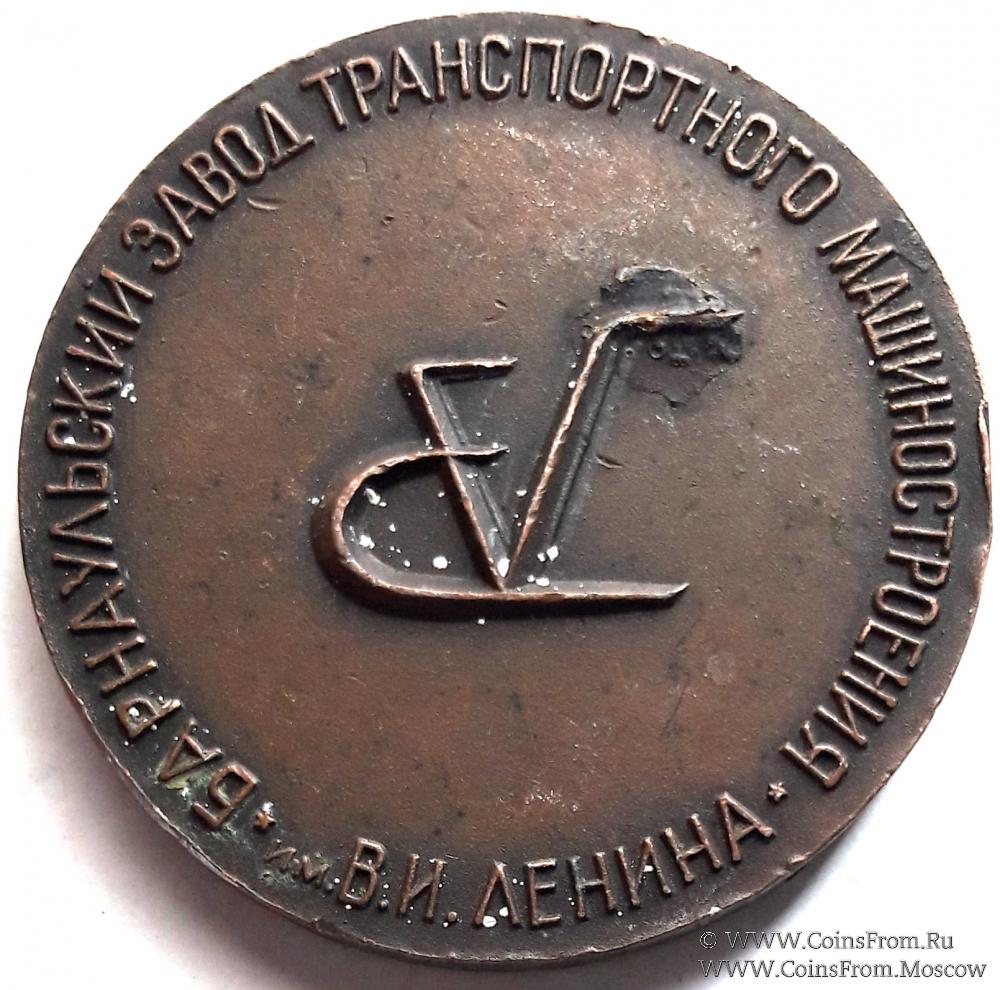 БАРНАУЛЬСКИЙ ЗАВОД ТРАНСПОРТНОГО МАШИНОСТРОЕНИЯ
* им. В.И. ЛЕНИНА *
© WWW.CoinsFrom.Ru
WWW.CoinsFrom.Moscow